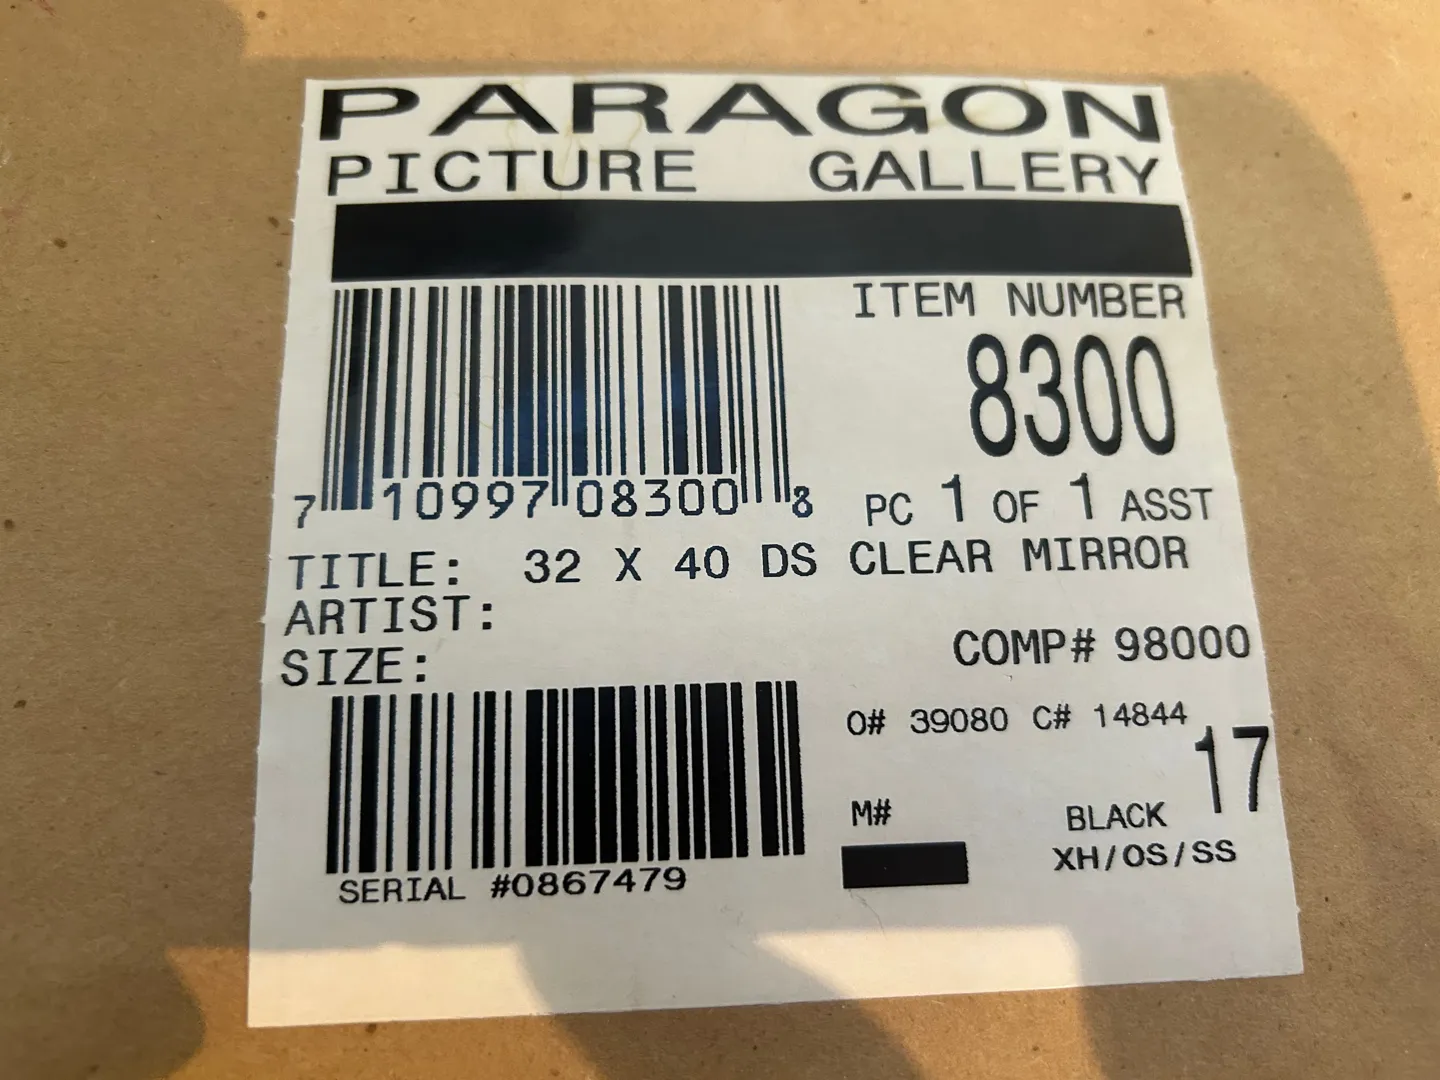 PARAGON
PICTURE GALLERY
ITEM NUMBER
8300
7 10997 08300 8
PC 1 OF 1 ASST
TITLE: 32 X 40 DS CLEAR MIRROR
ARTIST:
SIZE:
COMP# 98000
O# 39080 C# 14844
17
M#
BLACK
XH/OS/SS
SERIAL #0867479